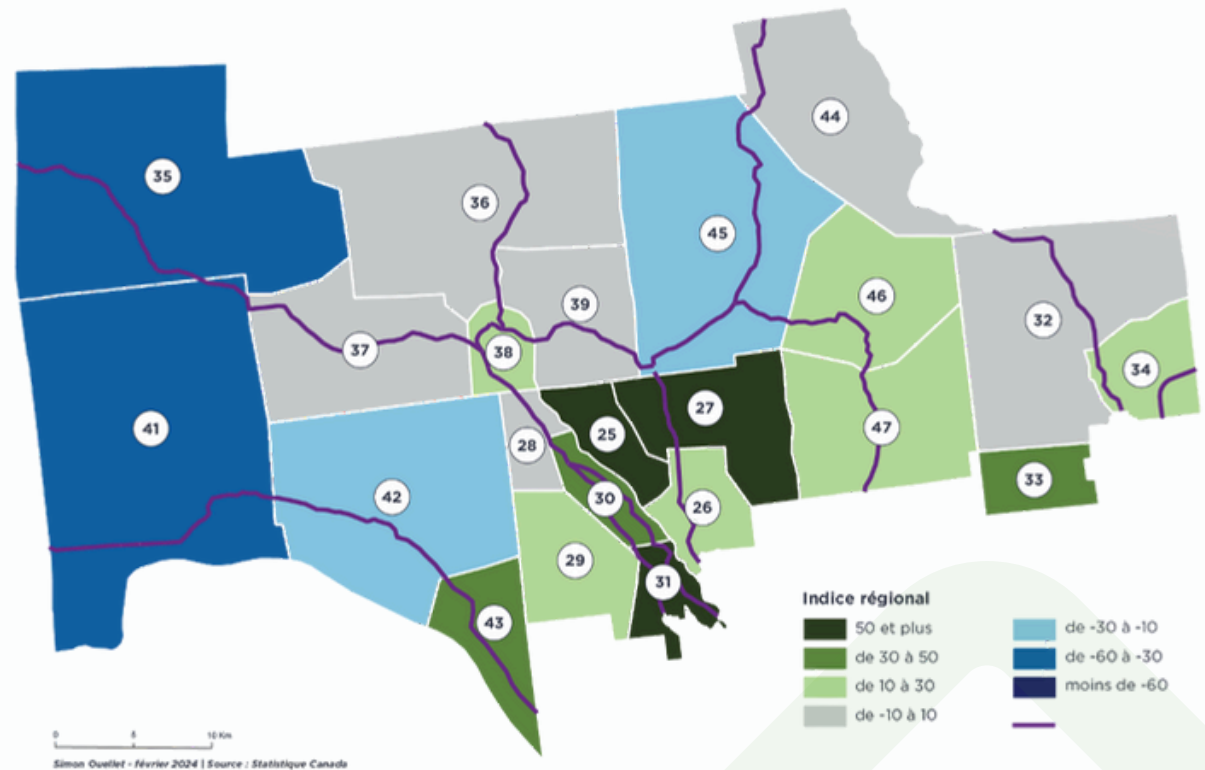 44
35
36
45
46
39
32
37
38
34
27
41
25
47
28
33
42
30
26
29
31
43
Indice régional
50 et plus
de 30 à 50
de 10 à 30
de -10 à 10
de -30 à -10
de -60 à -30
moins de -60
0 5 10 Km
Simon Ouellet - février 2024 | Source : Statistique Canada